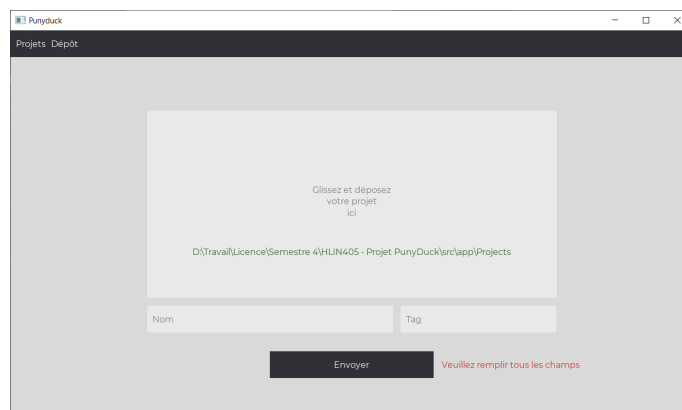 Punyduck
Projets Dépôt
Glissez et déposez
votre projet
ici
D:\Travail\Licence\Semestre 4\HLIN405 - Projet PunyDuck\src\app\Projects
Nom Tag
Envoyer Veuillez remplir tous les champs